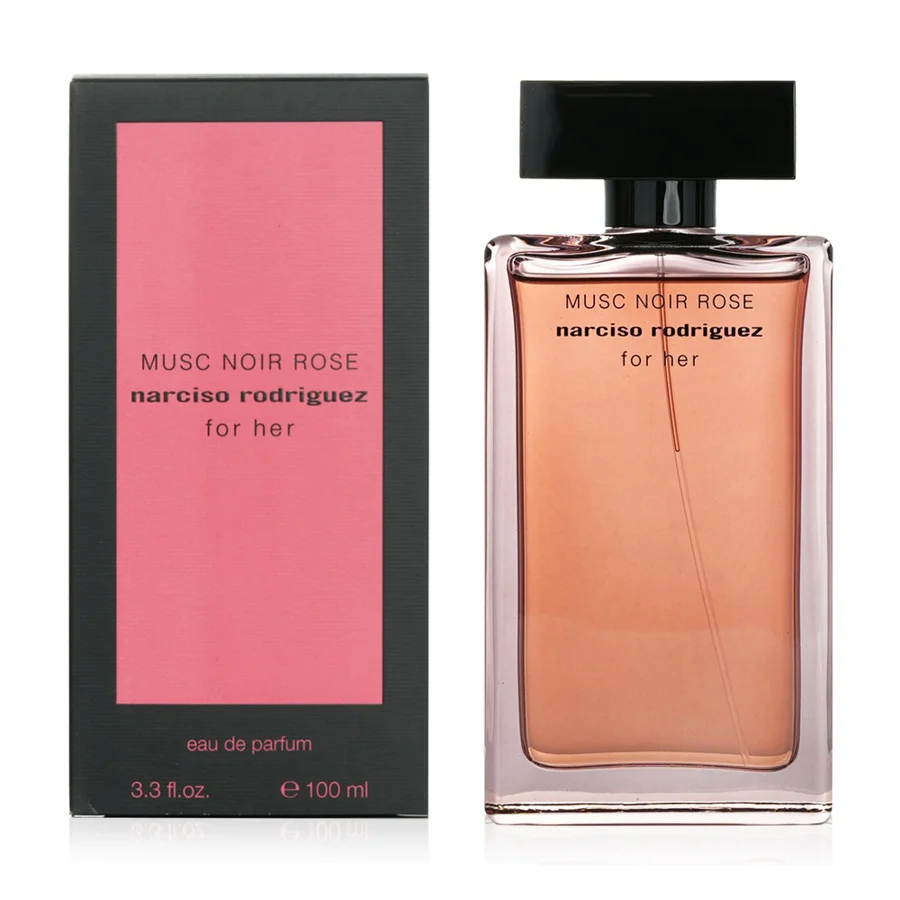 MUSC NOIR ROSE
narciso rodriguez
for her
eau de parfum
3.3 fl.oz. ℮ 100 ml
MUSC NOIR ROSE
narciso rodriguez
for her